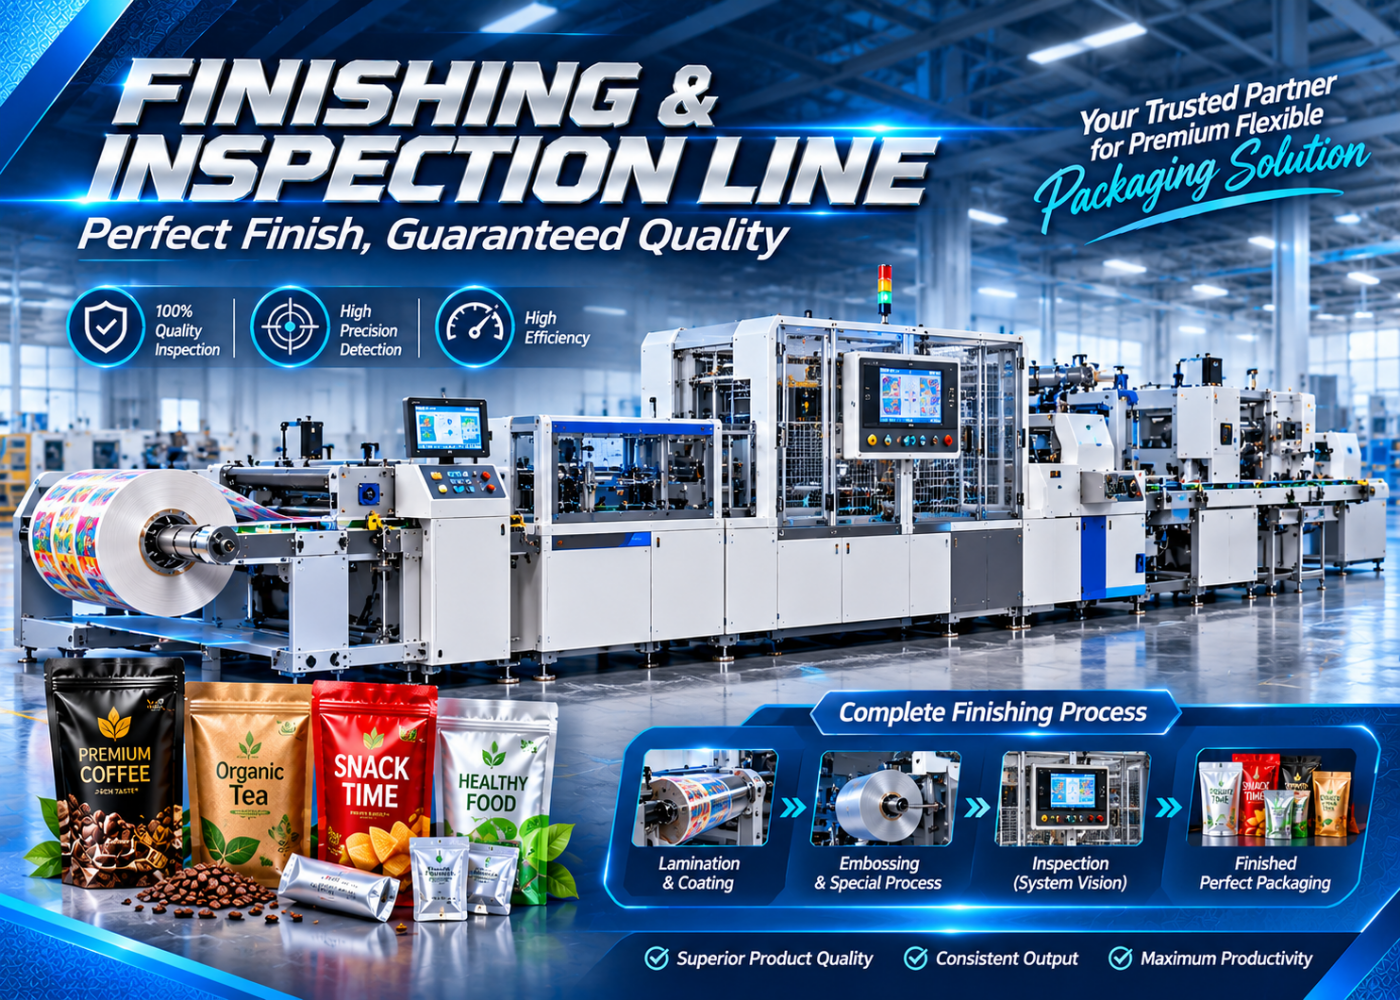 FINISHING &
INSPECTION LINE
Perfect Finish, Guaranteed Quality
Your Trusted Partner
for Premium Flexible
Packaging Solution
100%
Quality
Inspection
High
Precision
Detection
High
Efficiency
PREMIUM
COFFEE
Organic
Tea
SNACK
TIME
HEALTHY
FOOD
Complete Finishing Process
Lamination
& Coating
Embossing
& Special Process
Inspection
(System Vision)
Finished
Perfect Packaging
Superior Product Quality
Consistent Output
Maximum Productivity